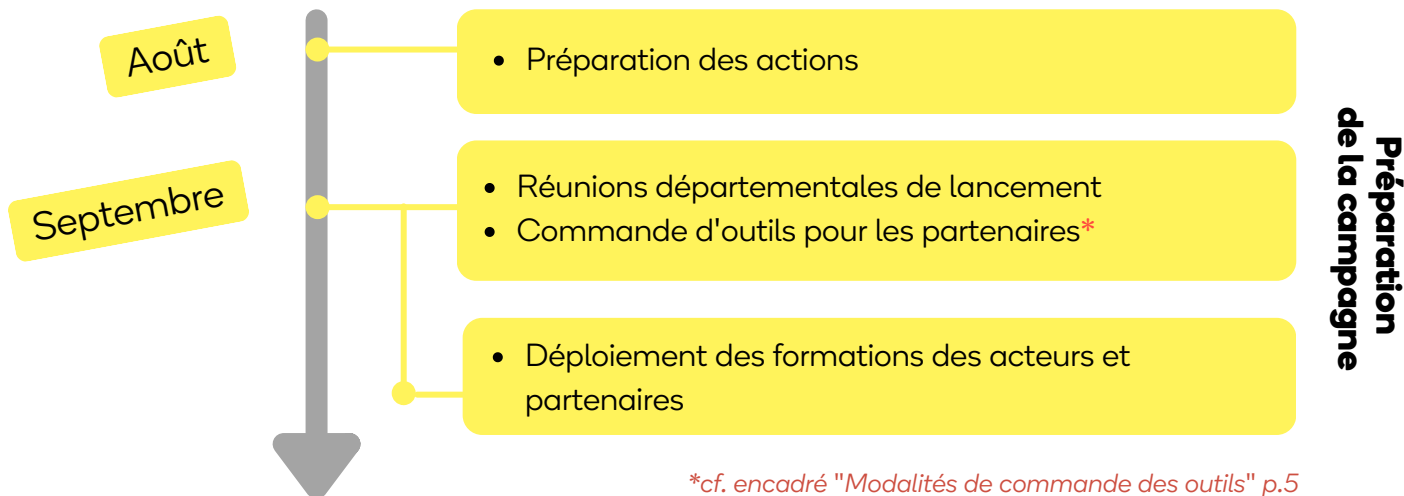 Août
• Préparation des actions
Septembre
• Réunions départementales de lancement
• Commande d'outils pour les partenaires*
• Déploiement des formations des acteurs et
partenaires
Préparation
de la campagne
*cf. encadré "Modalités de commande des outils" p.5